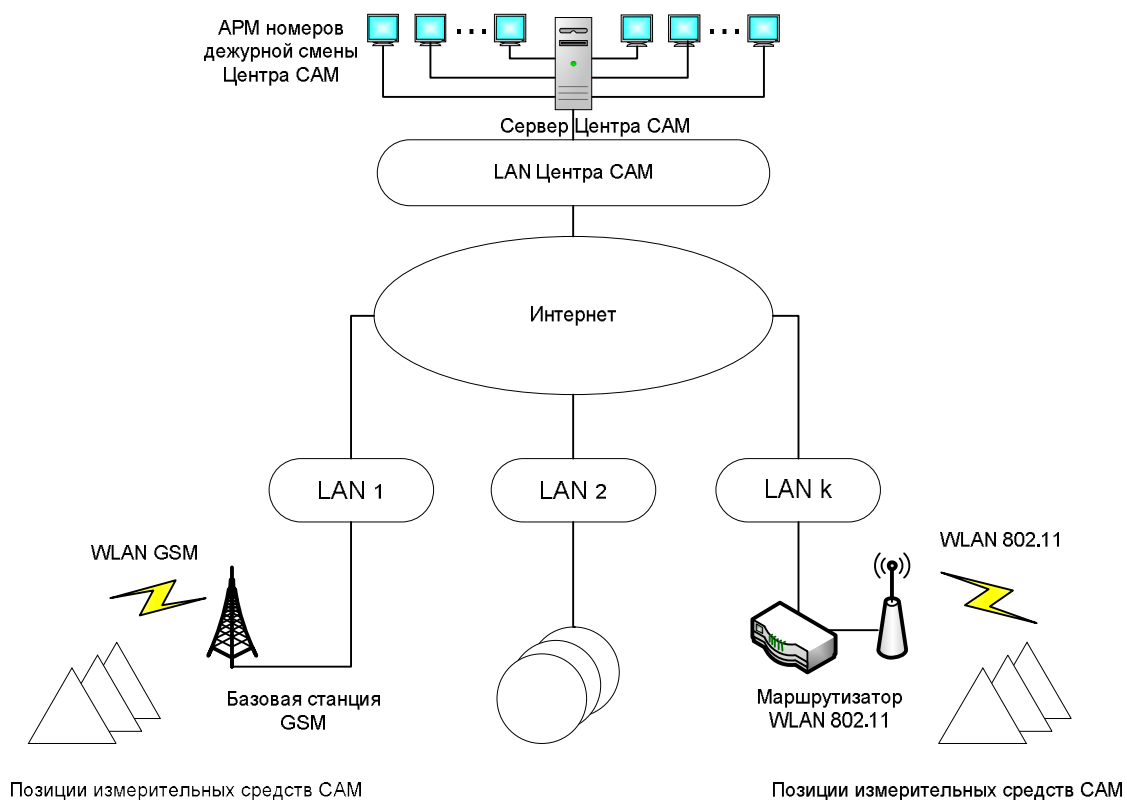 АРМ номеров
дежурной смены
Центра САМ
Сервер Центра САМ
LAN Центра САМ
Интернет
LAN 1
LAN 2
LAN k
WLAN GSM
WLAN 802.11
Базовая станция
GSM
Маршрутизатор
WLAN 802.11
Позиции измерительных средств САМ
Позиции измерительных средств САМ